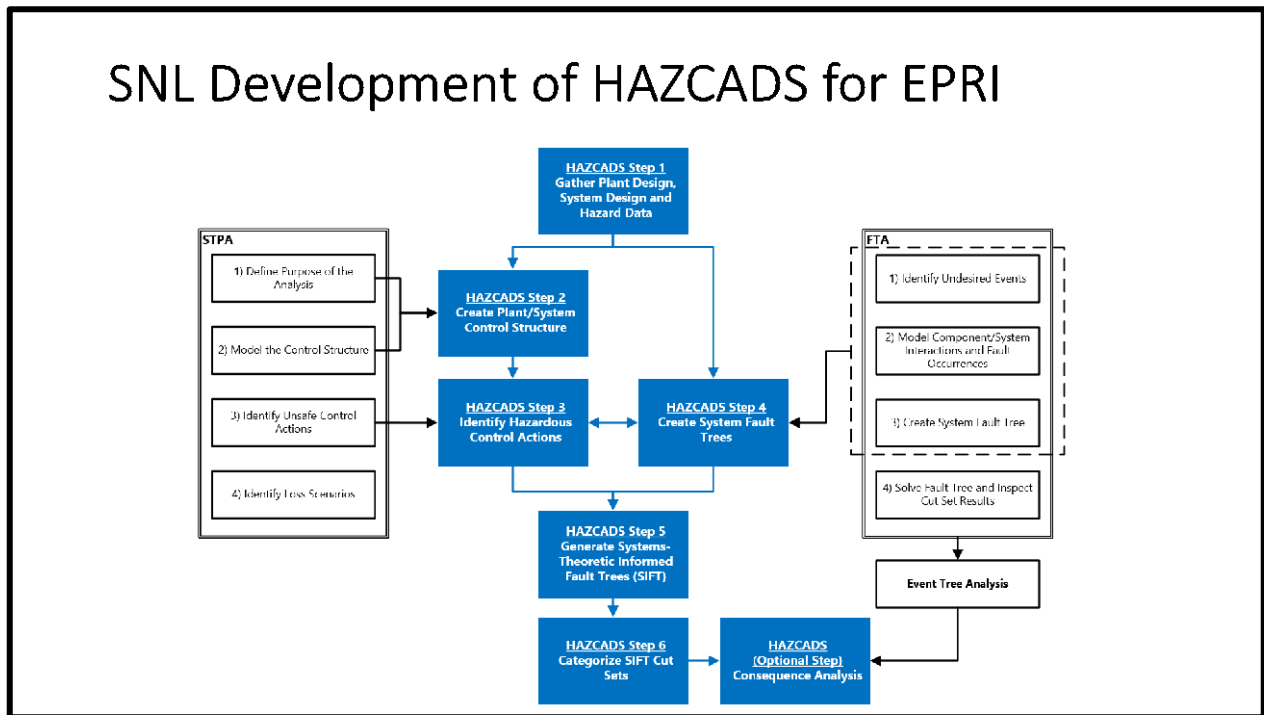 SNL Development of HAZCADS for EPRI
HAZCADS Step 1
Gather Plant Design,
System Design and
Hazard Data
STPA
1) Define Purpose of the
Analysis
2) Model the Control Structure
3) Identify Unsafe Control
Actions
4) Identify Loss Scenarios
HAZCADS Step 2
Create Plant/System
Control Structure
HAZCADS Step 3
Identify Hazardous
Control Actions
HAZCADS Step 4
Create System Fault
Trees
FTA
1) Identify Undesired Events
2) Model Component/System
Interactions and Fault
Occurrences
3) Create System Fault Tree
4) Solve Fault Tree and Inspect
Cut Set Results
HAZCADS Step 5
Generate Systems-
Theoretic Informed
Fault Trees (SIFT)
Event Tree Analysis
HAZCADS Step 6
Categorize SIFT Cut
Sets
HAZCADS
(Optional Step)
Consequence Analysis